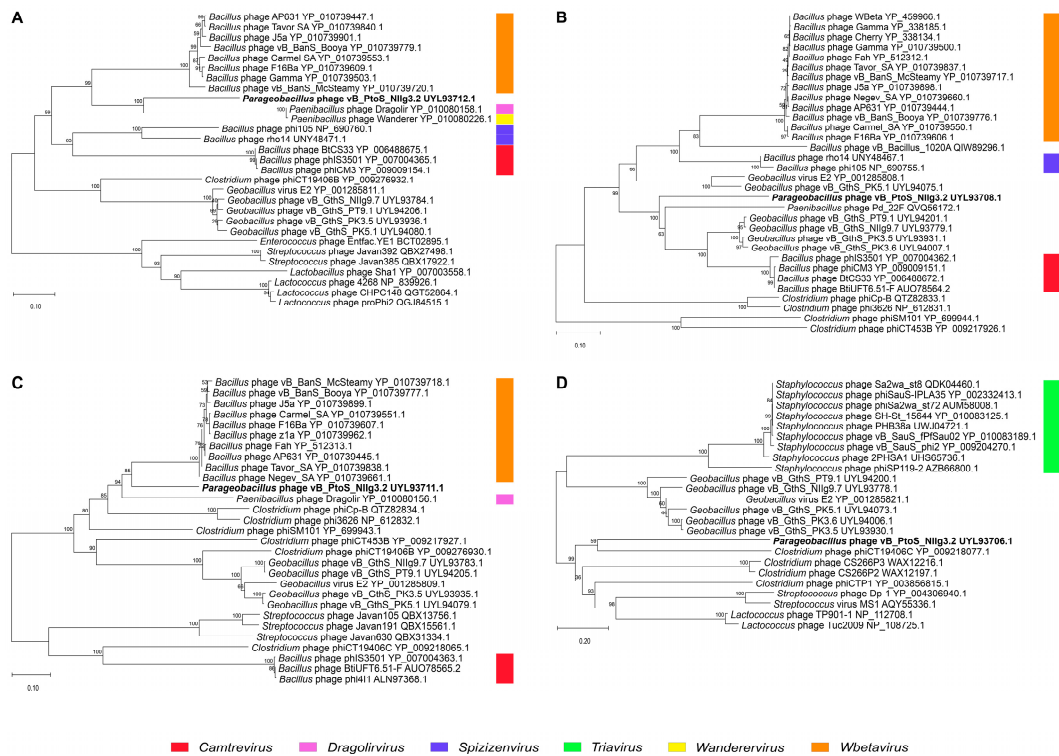 A
Bacillus phage AP631 YP_010739447.1
Bacillus phage Tavor_SA YP_010739840.1
Bacillus phage J5a YP_010739901.1
Bacillus phage vB_BanS_Booya YP_010739779.1
Bacillus phage Carmel_SA YP_010739553.1
Bacillus phage F16Ba YP_010739609.1
Bacillus phage Gamma YP_010739503.1
Bacillus phage vB_BanS_McSteamy YP_010739720.1
Parageobacillus phage vB_PtoS_NIIg3.2 UYL93712.1
Paenibacillus phage Dragolir YP_010080158.1
Paenibacillus phage Wanderer YP_010080226.1
Bacillus phage phi105 NP_690760.1
Bacillus phage rho14 UNY48471.1
Bacillus phage BtCS33 YP_006488675.1
Bacillus phage phIS3501 YP_007004365.1
Bacillus phage phiCM3 YP_009009154.1
Clostridium phage phiCT19406B YP_009276932.1
Geobacillus virus E2 YP_001285811.1
Geobacillus phage vB_GthS_NIIg9.7 UYL93784.1
Geobacillus phage vB_GthS_PT9.1 UYL94206.1
Geobacillus phage vB_GthS_PK3.5 UYL93936.1
Geobacillus phage vB_GthS_PK5.1 UYL94080.1
Enterococcus phage Entfac.YE1 BCT02895.1
Streptococcus phage Javan392 QBX27498.1
Streptococcus phage Javan385 QBX17922.1
Lactobacillus phage Sha1 YP_007003558.1
Lactococcus phage 4268 NP_839926.1
Lactococcus phage CHPC148 QGT52664.1
Lactococcus phage proPhi2 QGJ84515.1
0.10
B
Bacillus phage WBeta YP_459966.1
Bacillus phage Gamma YP_338185.1
Bacillus phage Cherry YP_338134.1
Bacillus phage Gamma YP_010739500.1
Bacillus phage Fah YP_512312.1
Bacillus phage Tavor_SA YP_010739837.1
Bacillus phage vB_BanS_McSteamy YP_010739717.1
Bacillus phage J5a YP_010739898.1
Bacillus phage Negev_SA YP_010739660.1
Bacillus phage AP631 YP_010739444.1
Bacillus phage vB_BanS_Booya YP_010739776.1
Bacillus phage Carmel_SA YP_010739550.1
Bacillus phage F16Ba YP_010739606.1
Bacillus phage vB_Bacillus_1020A QIW89296.1
Bacillus phage rho14 UNY48467.1
Bacillus phage phi105 NP_690755.1
Geobacillus virus E2 YP_001285808.1
Geobacillus phage vB_GthS_PK5.1 UYL94075.1
Parageobacillus phage vB_PtoS_NIIg3.2 UYL93708.1
Paenibacillus phage Pd_22F QVQ56172.1
Geobacillus phage vB_GthS_PT9.1 UYL94201.1
Geobacillus phage vB_GthS_NIIg9.7 UYL93779.1
Geobacillus phage vB_GthS_PK3.5 UYL93931.1
Geobacillus phage vB_GthS_PK3.6 UYL94007.1
Bacillus phage phIS3501 YP_007004362.1
Bacillus phage phiCM3 YP_009009151.1
Bacillus phage BtCS33 YP_006488672.1
Bacillus phage BtiUFT6.51-F AUO78564.2
Clostridium phage phiCp-B QTZ82833.1
Clostridium phage phi3626 NP_612831.1
Clostridium phage phiSM101 YP_699944.1
Clostridium phage phiCT453B YP_009217926.1
0.10
C
Bacillus phage vB_BanS_McSteamy YP_010739718.1
Bacillus phage vB_BanS_Booya YP_010739777.1
Bacillus phage J5a YP_010739899.1
Bacillus phage Carmel_SA YP_010739551.1
Bacillus phage F16Ba YP_010739607.1
Bacillus phage z1a YP_010739962.1
Bacillus phage Fah YP_512313.1
Bacillus phage AP631 YP_010739445.1
Bacillus phage Tavor_SA YP_010739838.1
Bacillus phage Negev_SA YP_010739661.1
Parageobacillus phage vB_PtoS_NIIg3.2 UYL93711.1
Paenibacillus phage Dragolir YP_010080156.1
Clostridium phage phiCp-B QTZ82834.1
Clostridium phage phi3626 NP_612832.1
Clostridium phage phiSM101 YP_699943.1
Clostridium phage phiCT453B YP_009217927.1
Clostridium phage phiCT19406B YP_009276930.1
Geobacillus phage vB_GthS_NIIg9.7 UYL93783.1
Geobacillus phage vB_GthS_PT9.1 UYL94205.1
Geobacillus virus E2 YP_001285809.1
Geobacillus phage vB_GthS_PK3.5 UYL93935.1
Geobacillus phage vB_GthS_PK5.1 UYL94079.1
Streptococcus phage Javan105 QBX13756.1
Streptococcus phage Javan191 QBX15561.1
Streptococcus phage Javan630 QBX31334.1
Clostridium phage phiCT19406C YP_009218065.1
Bacillus phage phIS3501 YP_007004363.1
Bacillus phage BtiUFT6.51-F AUO78565.2
Bacillus phage phi4I1 ALN97368.1
0.10
D
Staphylococcus phage Sa2wa_st8 QDK04460.1
Staphylococcus phage phiSauS-IPLA35 YP_002332413.1
Staphylococcus phage phiSa2wa_st72 AUM58008.1
Staphylococcus phage SH-St_15644 YP_010083125.1
Staphylococcus phage PHB38a UWJ04721.1
Staphylococcus phage vB_SauS_fPfSau02 YP_010083189.1
Staphylococcus phage vB_SauS_phi2 YP_009204270.1
Staphylococcus phage 2PHSA1 UHG65736.1
Staphylococcus phage phiSP119-2 AZB66800.1
Geobacillus phage vB_GthS_PT9.1 UYL94200.1
Geobacillus phage vB_GthS_NIIg9.7 UYL93778.1
Geobacillus virus E2 YP_001285821.1
Geobacillus phage vB_GthS_PK5.1 UYL94073.1
Geobacillus phage vB_GthS_PK3.6 UYL94006.1
Geobacillus phage vB_GthS_PK3.5 UYL93930.1
Parageobacillus phage vB_PtoS_NIIg3.2 UYL93706.1
Clostridium phage phiCT19406C YP_009218077.1
Clostridium phage CS266P3 WAX12216.1
Clostridium phage CS266P2 WAX12197.1
Clostridium phage phiCTP1 YP_003856815.1
Streptococcus phage Dp-1 YP_004306940.1
Streptococcus virus MS1 AQY55336.1
Lactococcus phage TP901-1 NP_112708.1
Lactococcus phage Tuc2009 NP_108725.1
0.20
Camtrevirus
Dragolirvirus
Spizizenvirus
Triavirus
Wanderervirus
Wbetavirus